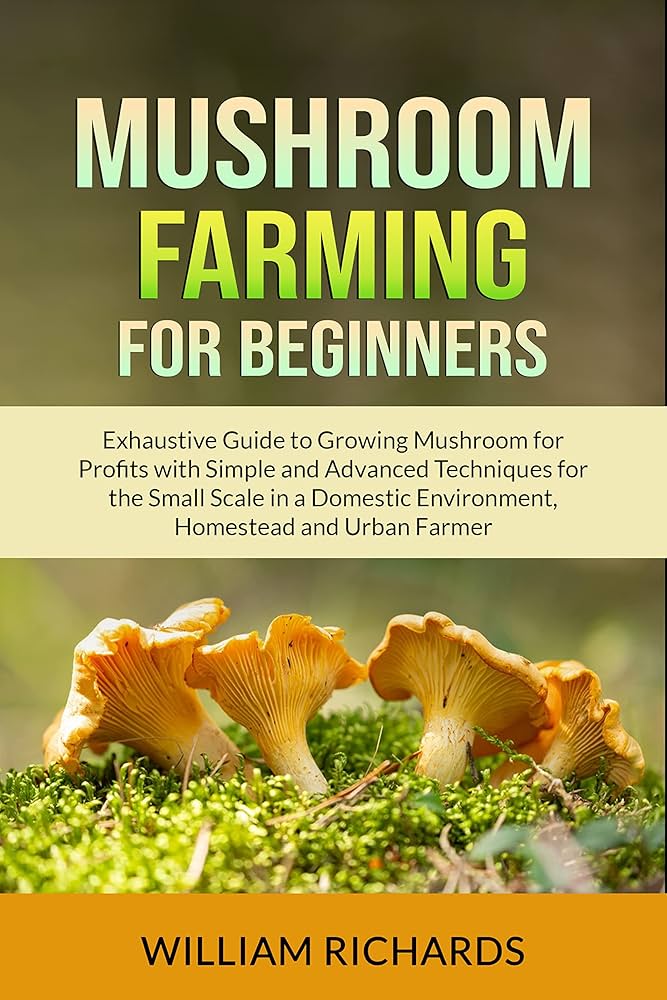 MUSHROOM
FARMING
FOR BEGINNERS
Exhaustive Guide to Growing Mushroom for
Profits with Simple and Advanced Techniques for
the Small Scale in a Domestic Environment,
Homestead and Urban Farmer
WILLIAM RICHARDS